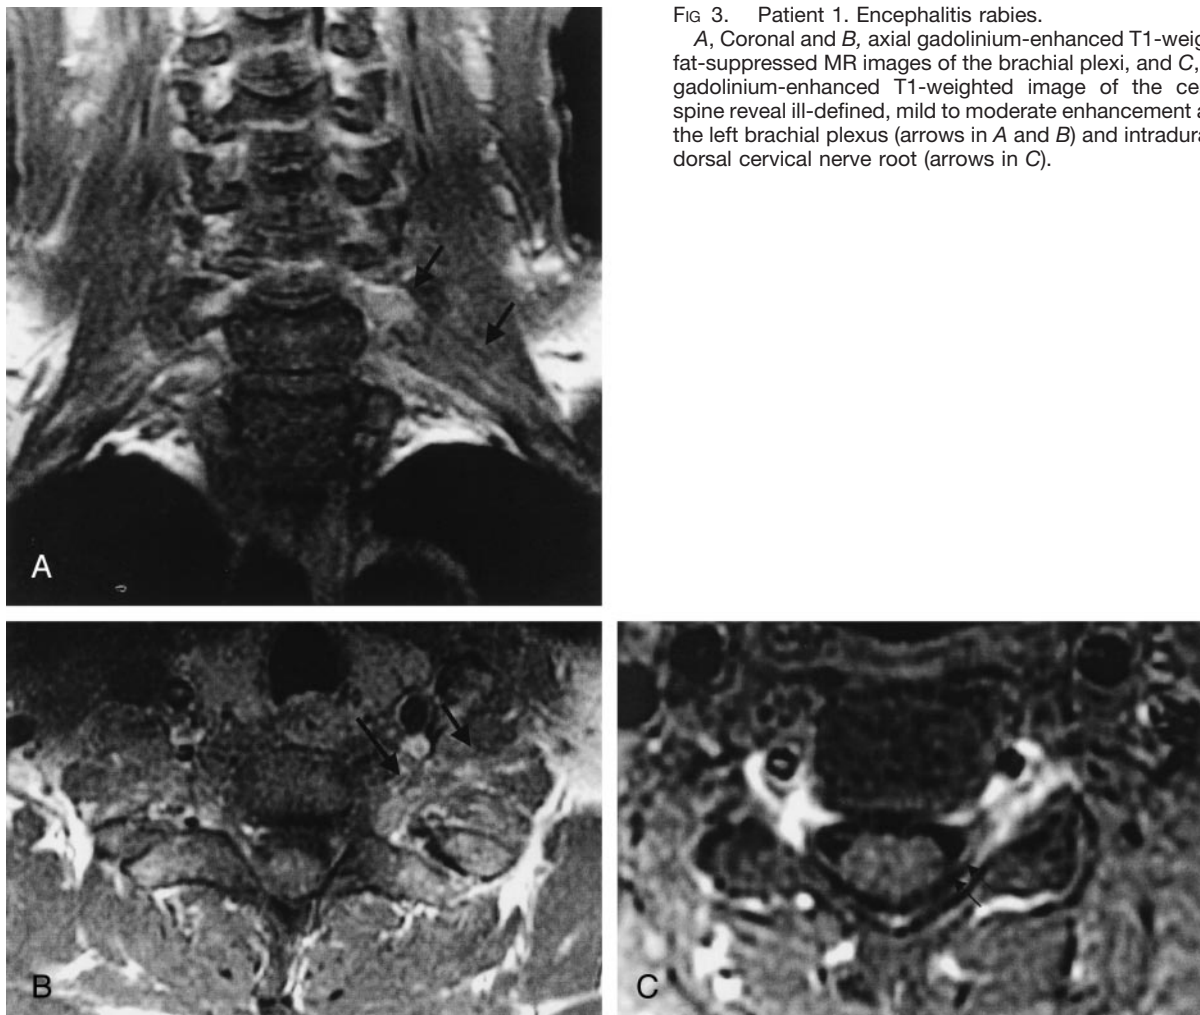 FIG 3. Patient 1. Encephalitis rabies.
A, Coronal and B, axial gadolinium-enhanced T1-weig
fat-suppressed MR images of the brachial plexi, and C,
gadolinium-enhanced T1-weighted image of the ce
spine reveal ill-defined, mild to moderate enhancement a
the left brachial plexus (arrows in A and B) and intradura
dorsal cervical nerve root (arrows in C).
A
B
C